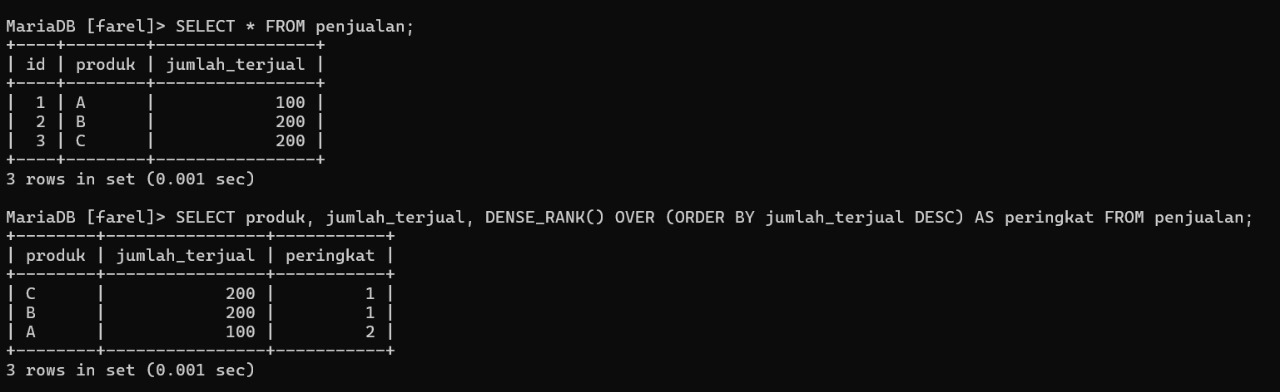 MariaDB [farel]> SELECT * FROM penjualan;
+----+--------+----------------+
| id | produk | jumlah_terjual |
+----+--------+----------------+
|  1 | A      |            100 |
|  2 | B      |            200 |
|  3 | C      |            200 |
+----+--------+----------------+
3 rows in set (0.001 sec)
MariaDB [farel]> SELECT produk, jumlah_terjual, DENSE_RANK() OVER (ORDER BY jumlah_terjual DESC) AS peringkat FROM penjualan;
+--------+----------------+-----------+
| produk | jumlah_terjual | peringkat |
+--------+----------------+-----------+
| C      |            200 |         1 |
| B      |            200 |         1 |
| A      |            100 |         2 |
+--------+----------------+-----------+
3 rows in set (0.001 sec)